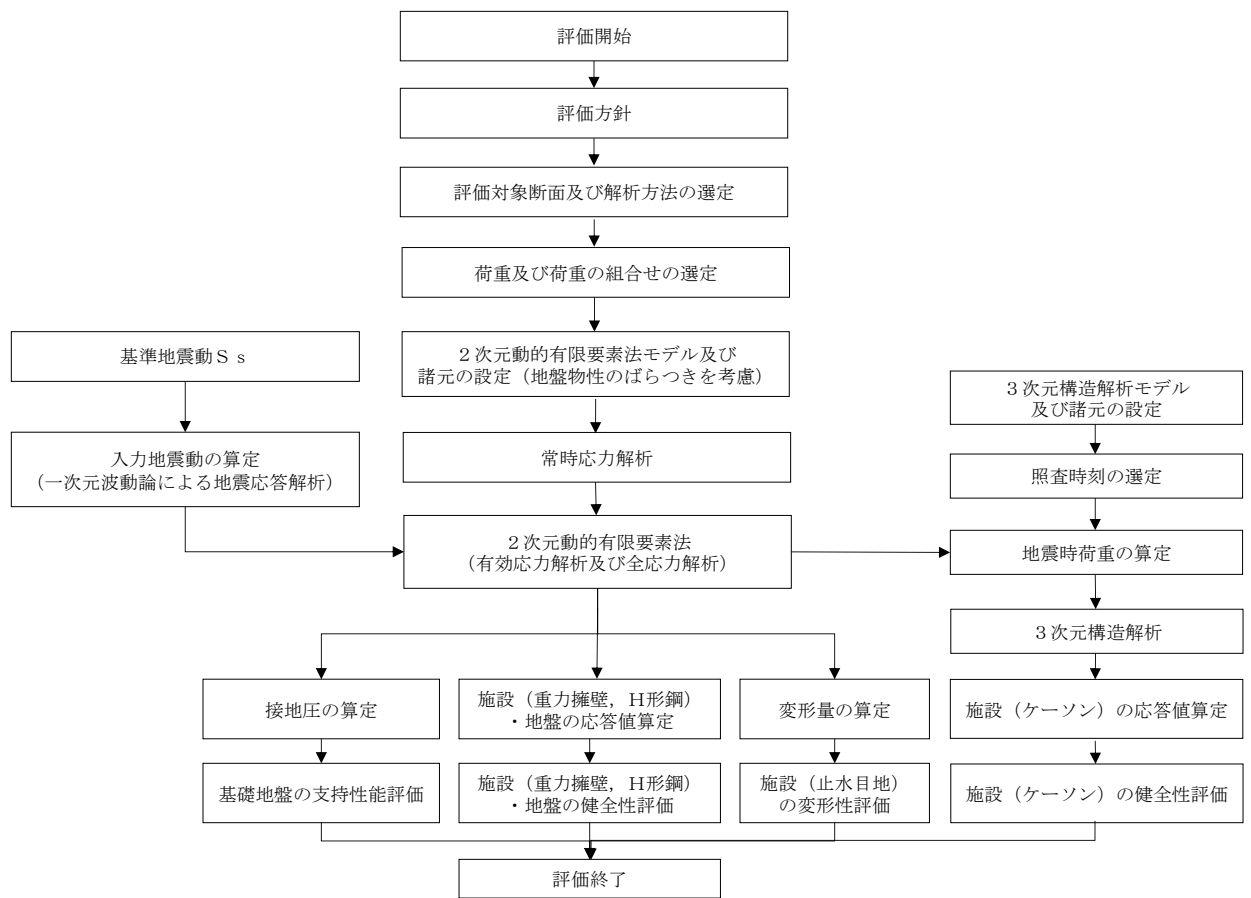 評価開始
評価方針
評価対象断面及び解析方法の選定
荷重及び荷重の組合せの選定
基準地震動Ｓｓ
２次元動的有限要素法モデル及び
諸元の設定（地盤物性のばらつきを考慮）
３次元構造解析モデル
及び諸元の設定
入力地震動の算定
（一次元波動論による地震応答解析）
常時応力解析
照査時刻の選定
２次元動的有限要素法
（有効応力解析及び全応力解析）
地震時荷重の算定
３次元構造解析
接地圧の算定
施設（重力擁壁，Ｈ形鋼）
・地盤の応答値算定
変形量の算定
施設（ケーソン）の応答値算定
基礎地盤の支持性能評価
施設（重力擁壁，Ｈ形鋼）
・地盤の健全性評価
施設（止水目地）
の変形性評価
施設（ケーソン）の健全性評価
評価終了